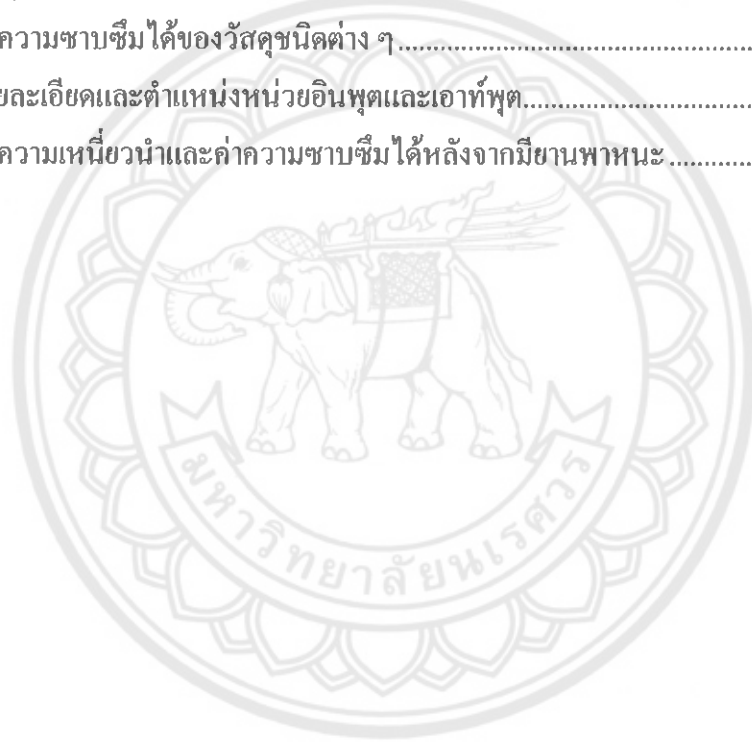 ความซาบซึมได้ของวัสดุชนิดต่าง ๆ
ยละเอียดและตำแหน่งหน่วยอินพุตและเอาท์พุต
ความเหนี่ยวนำและค่าความซาบซึมได้หลังจากมียานพาหนะ
มหาวิทยาลัยนเรศวร